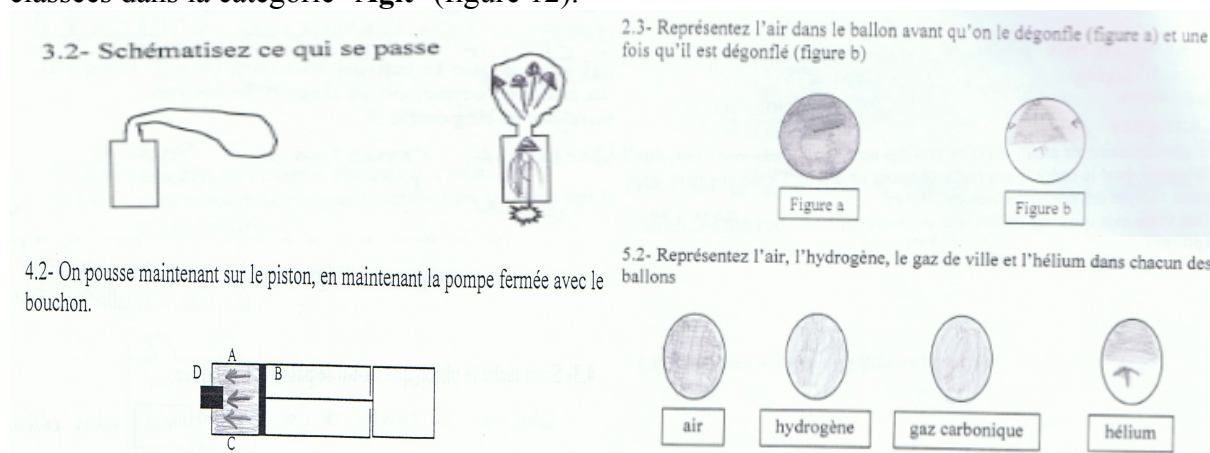 classées dans la catégorie "Agit" (figure 12).
3.2- Schématisez ce qui se passe
2.3- Représentez l'air dans le ballon avant qu'on le dégonfle (figure a) et une
fois qu'il est dégonflé (figure b)
Figure a
Figure b
4.2- On pousse maintenant sur le piston, en maintenant la pompe fermée avec le
bouchon.
A
D
B
C
5.2- Représentez l'air, l'hydrogène, le gaz de ville et l'hélium dans chacun des
ballons
air
hydrogène
gaz carbonique
hélium